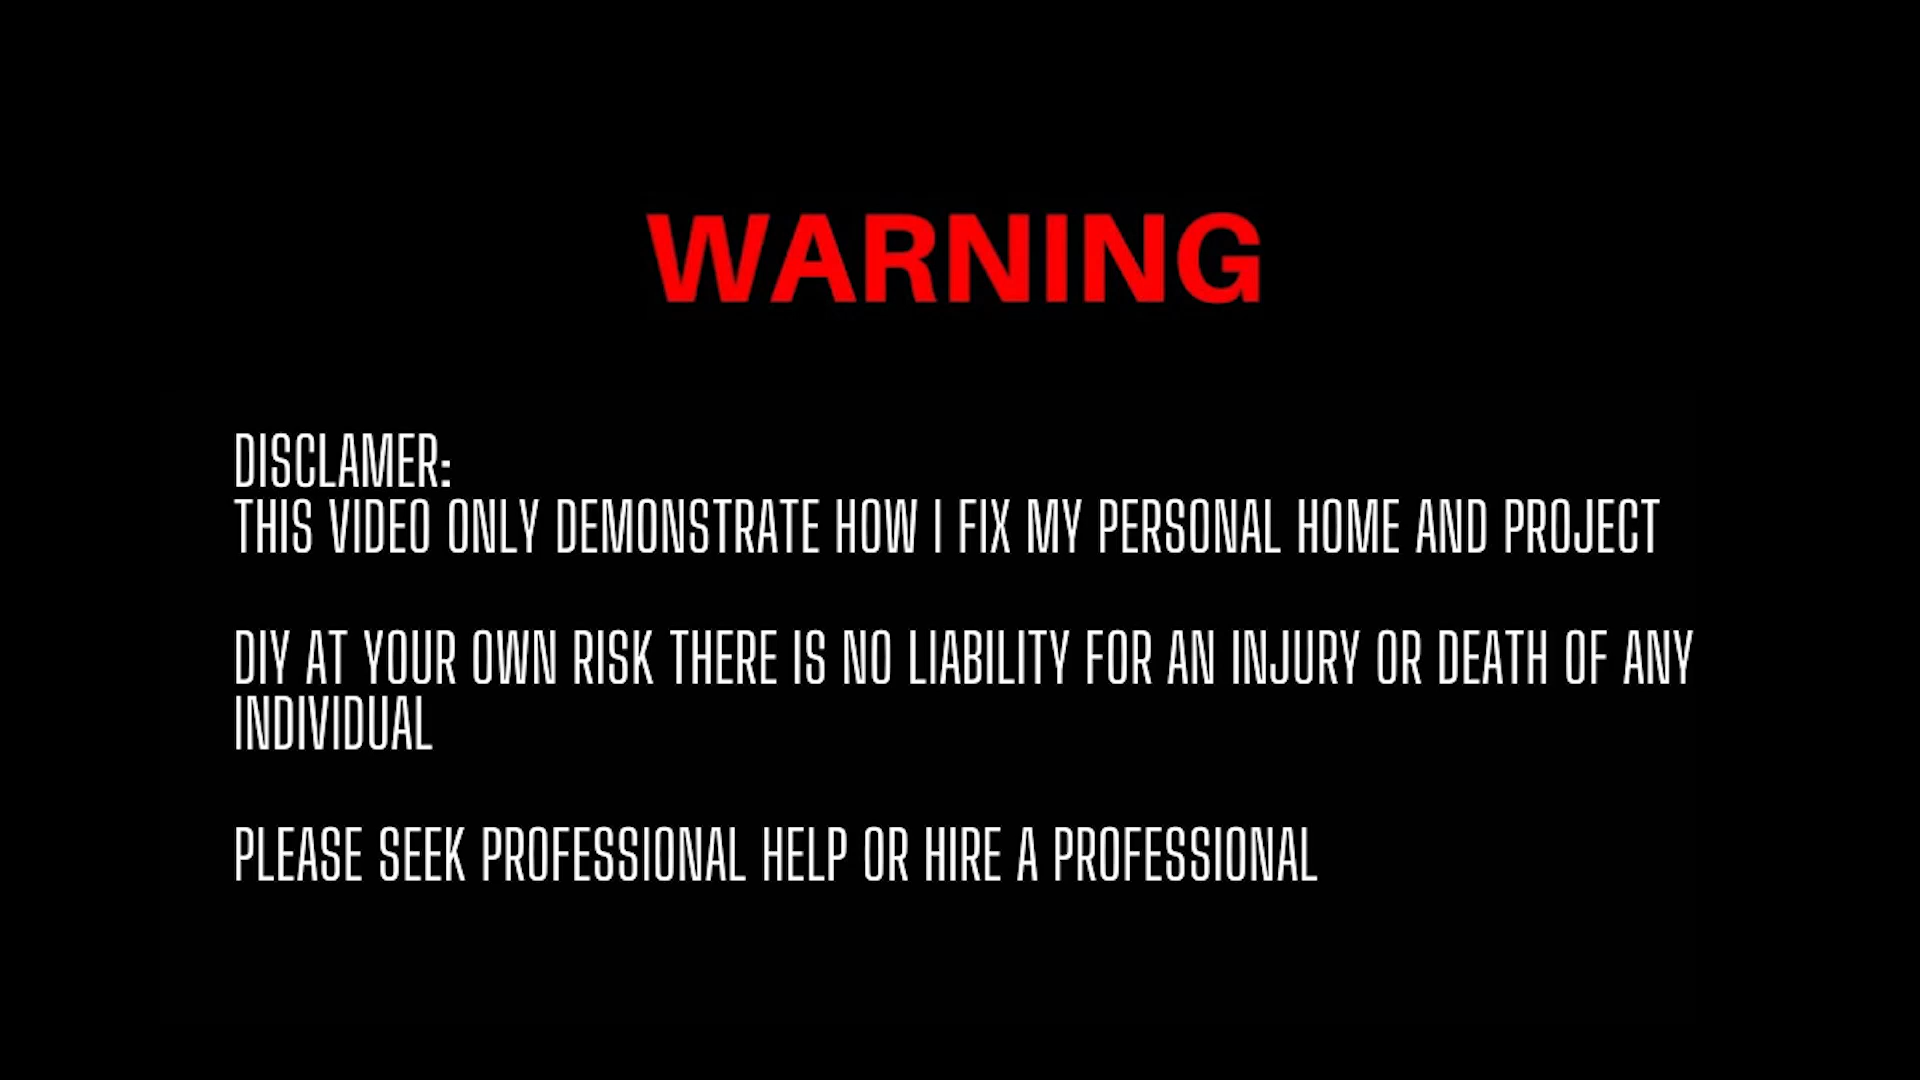 WARNING
DISCLAMER:
THIS VIDEO ONLY DEMONSTRATE HOW I FIX MY PERSONAL HOME AND PROJECT
DIY AT YOUR OWN RISK THERE IS NO LIABILITY FOR AN INJURY OR DEATH OF ANY
INDIVIDUAL
PLEASE SEEK PROFESSIONAL HELP OR HIRE A PROFESSIONAL